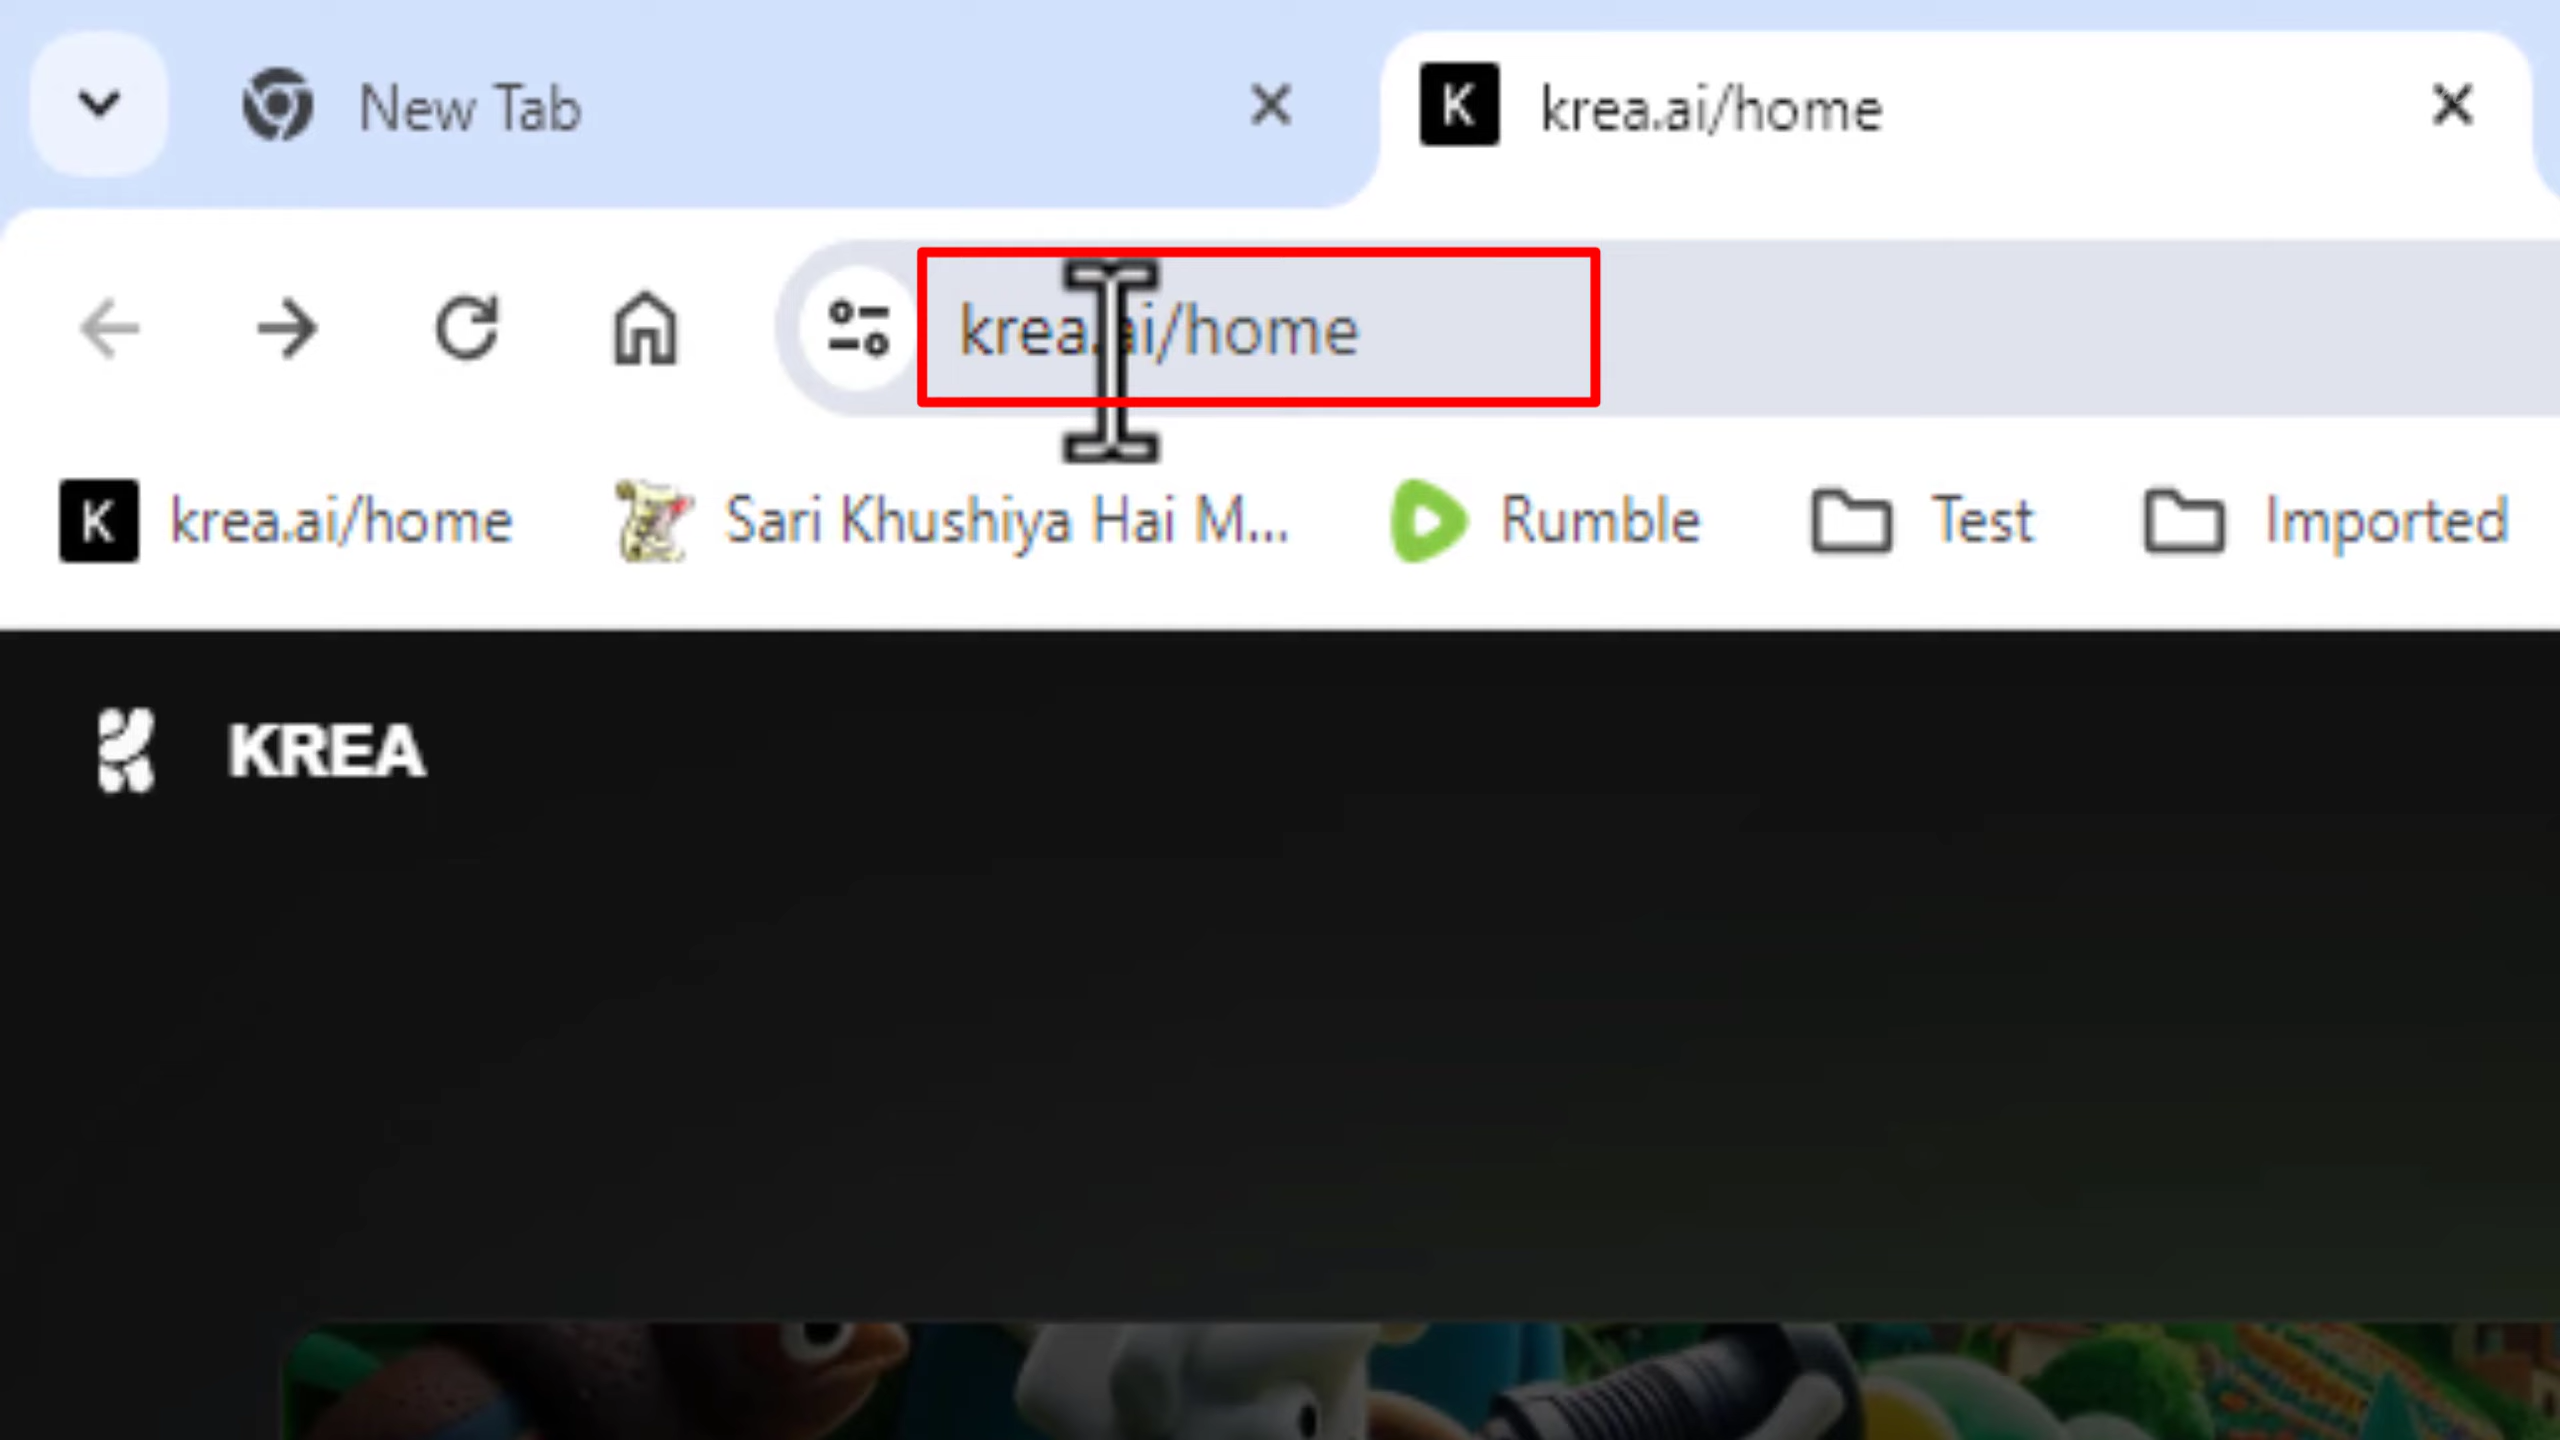 New Tab
K krea.ai/home
krea.ai/home
K krea.ai/home
Sari Khushiya Hai M...
Rumble
Test
Imported
KREA